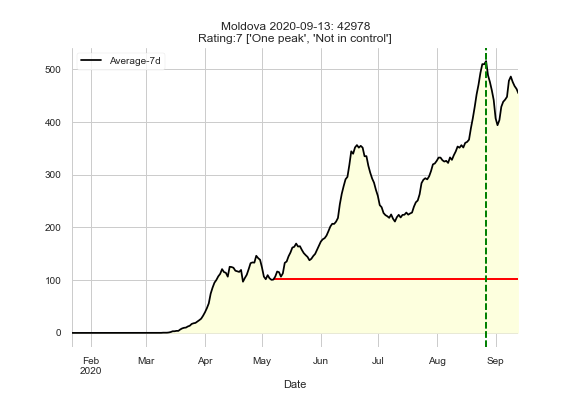 Moldova 2020-09-13: 42978
Rating:7 ['One peak', 'Not in control']
Average-7d
500
400
300
200
100
0
Feb Mar Apr May Jun Jul Aug Sep
2020
Date